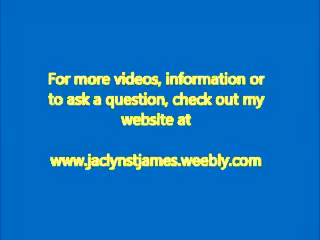 For more videos, information or
to ask a question, check out my
website at
www.jaclynstjames.weebly.com